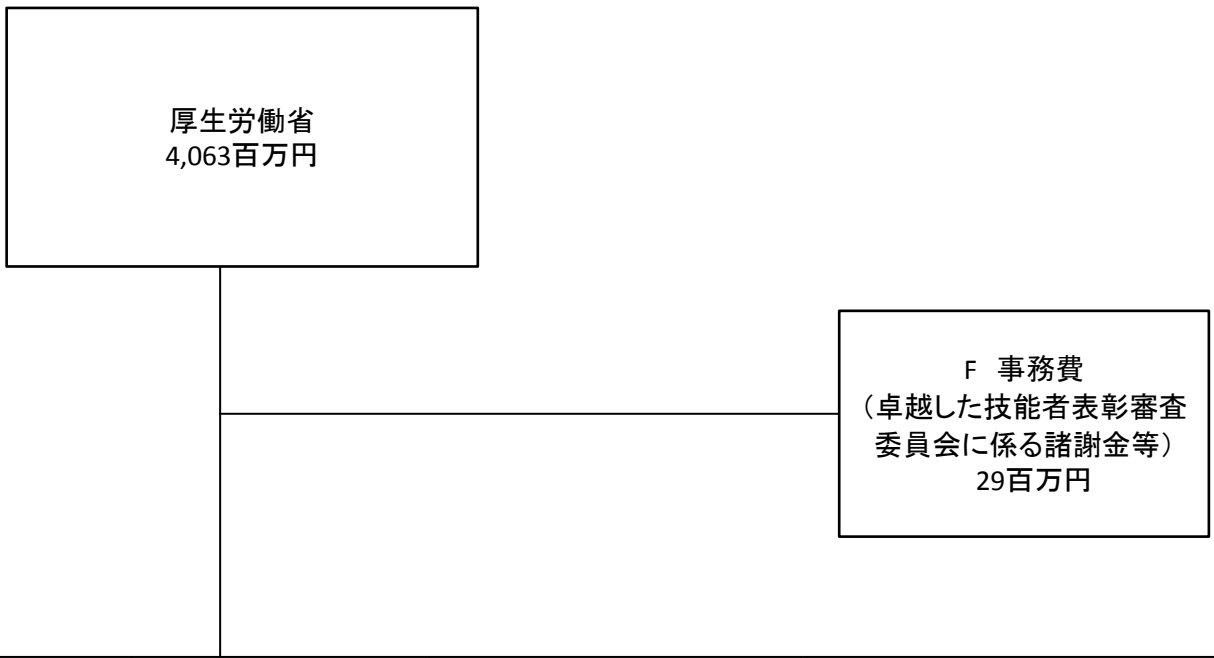 厚生労働省
4,063百万円
F 事務費
（卓越した技能者表彰審査
委員会に係る諸謝金等）
29百万円